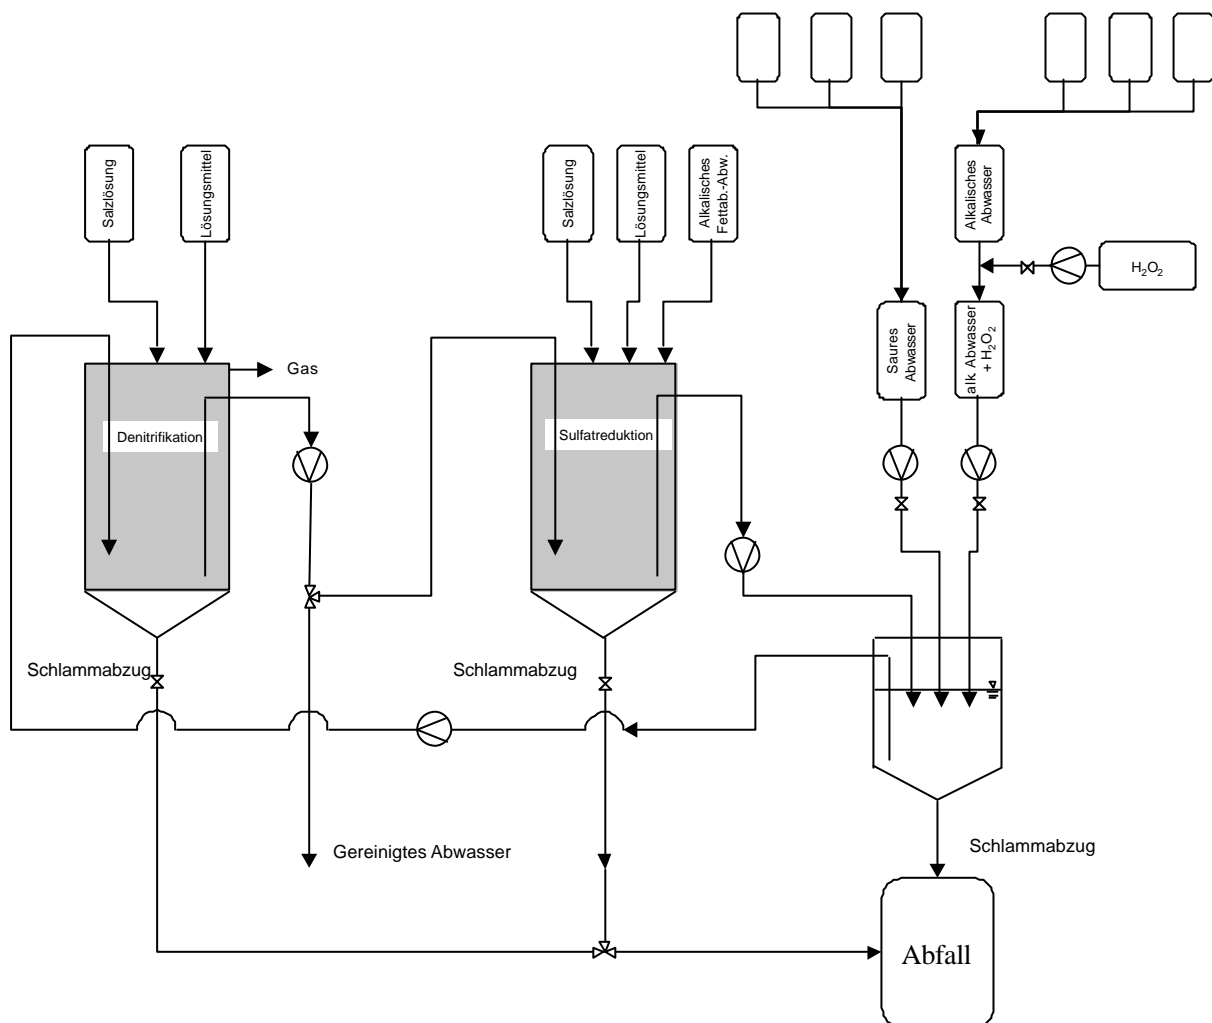 Salzlösung
Lösungsmittel
Salzlösung
Lösungsmittel
Alkalisches
Fettab.-Abw.
Alkalisches
Abwasser
H₂O₂
Saures
Abwasser
alk. Abwasser
+ H₂O₂
Gas
Denitrifikation
Sulfatreduktion
Schlammabzug
Schlammabzug
Gereinigtes Abwasser
Schlammabzug
Abfall